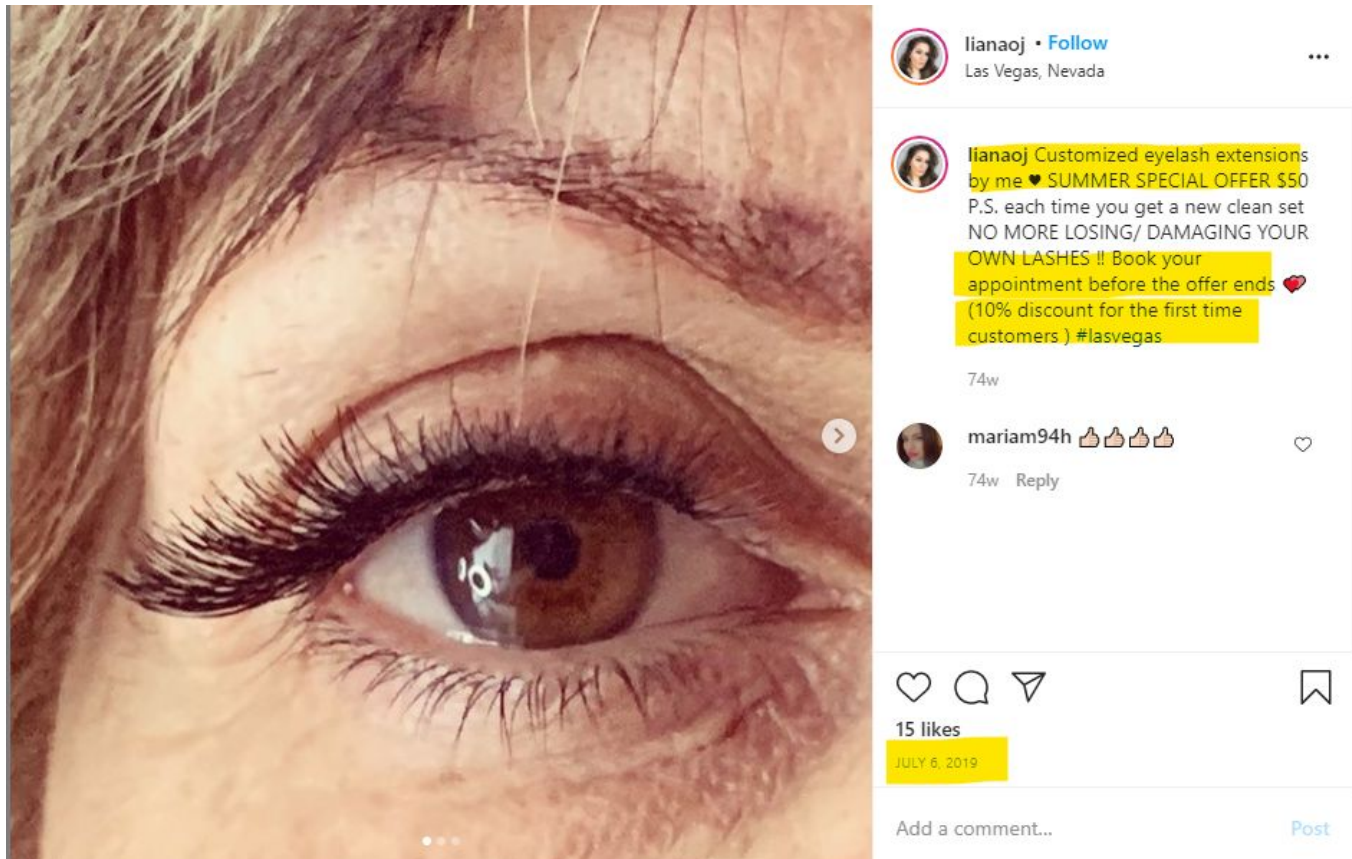 lianaoj • Follow
Las Vegas, Nevada
lianaoj Customized eyelash extensions
by me ♥ SUMMER SPECIAL OFFER $50
P.S. each time you get a new clean set
NO MORE LOSING/ DAMAGING YOUR
OWN LASHES ‼ Book your
appointment before the offer ends 💕
(10% discount for the first time
customers ) #lasvegas
74w
mariam94h 👍🏻👍🏻👍🏻👍🏻
74w Reply
15 likes
JULY 6, 2019
Add a comment... Post